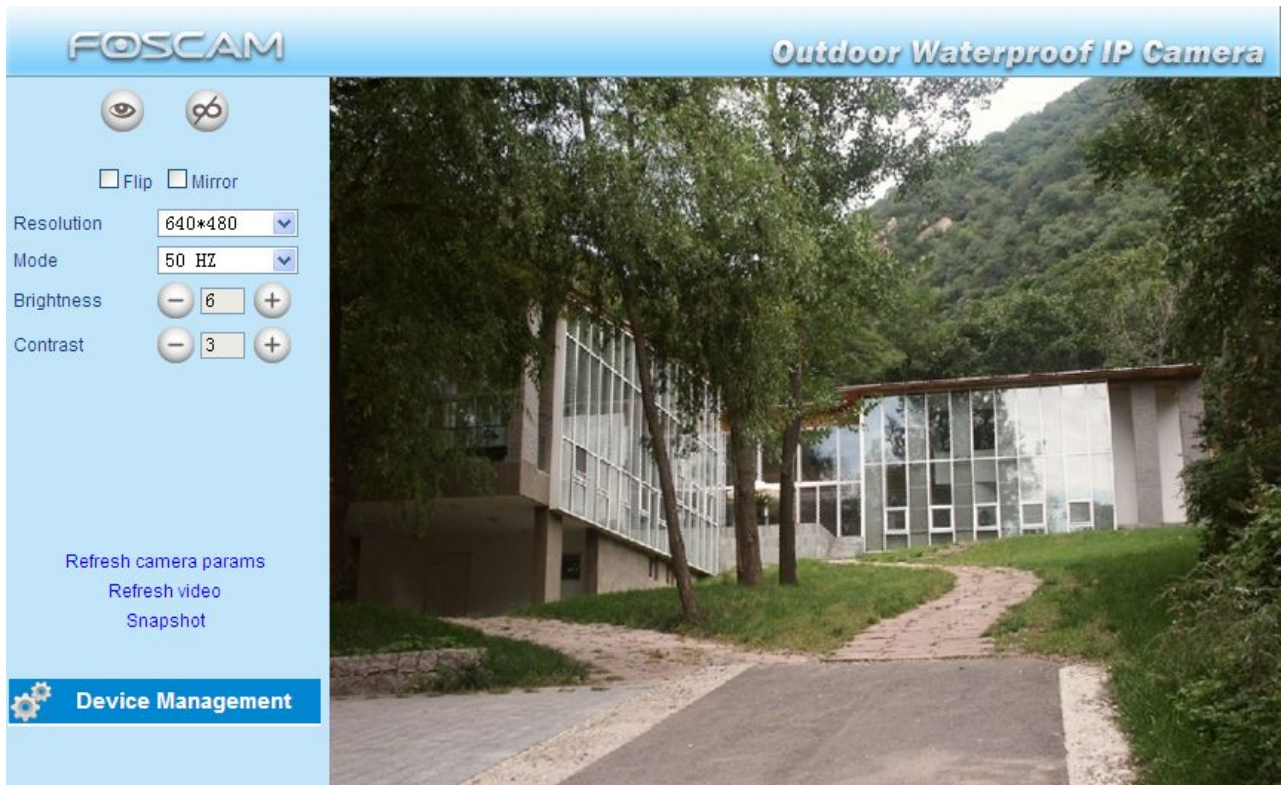 FOSCAM
Outdoor Waterproof IP Camera
Flip Mirror
Resolution 640*480
Mode 50 HZ
Brightness 6
Contrast 3
Refresh camera params
Refresh video
Snapshot
Device Management